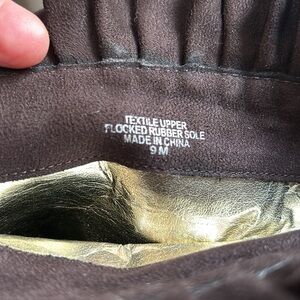 TEXTILE UPPER
FLOCKED RUBBER SOLE
MADE IN CHINA
9 M